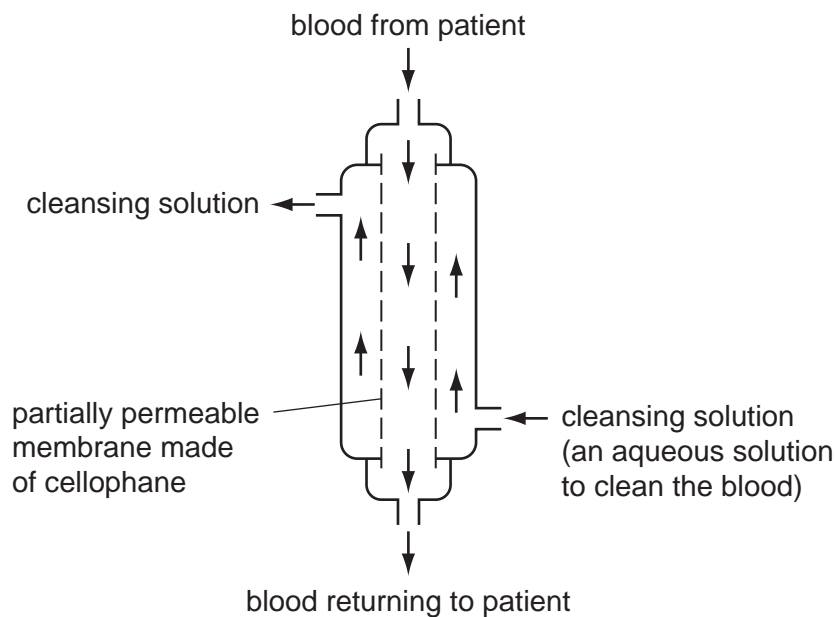 blood from patient
cleansing solution
partially permeable
membrane made
of cellophane
cleansing solution
(an aqueous solution
to clean the blood)
blood returning to patient